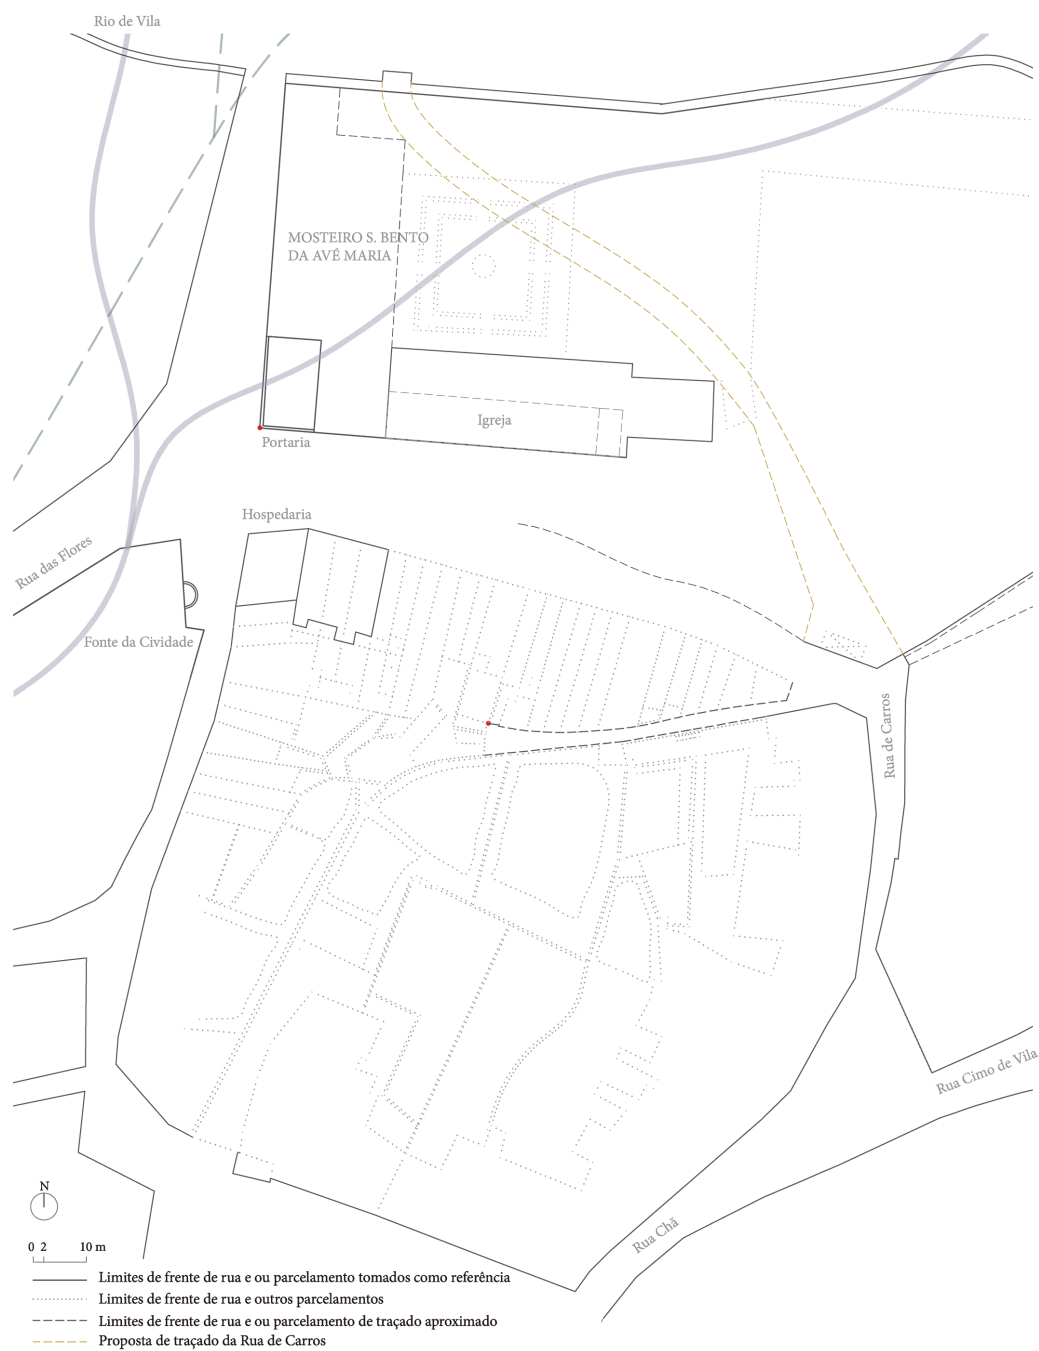 Rio de Vila
MOSTEIRO S. BENTO
DA AVÉ MARIA
Igreja
Portaria
Hospedaria
Rua das Flores
Fonte da Cividade
Rua de Carros
Rua Cimo de Vila
Rua Chã
N
0 2 10 m
Limites de frente de rua e ou parcelamento tomados como referência
Limites de frente de rua e outros parcelamentos
Limites de frente de rua e ou parcelamento de traçado aproximado
Proposta de traçado da Rua de Carros